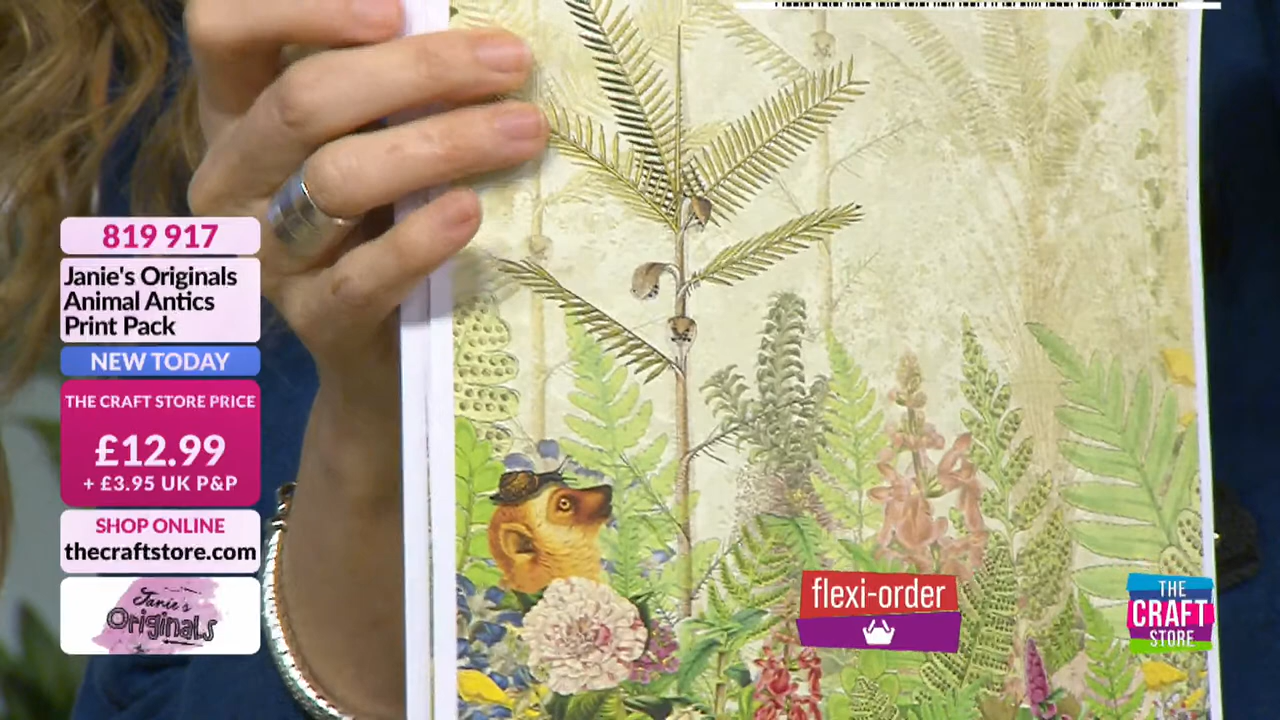 819 917
Janie's Originals
Animal Antics
Print Pack
NEW TODAY
THE CRAFT STORE PRICE
£12.99
+ £3.95 UK P&P
SHOP ONLINE
thecraftstore.com
Janie's
Originals
flexi-order
THE
CRAFT
STORE